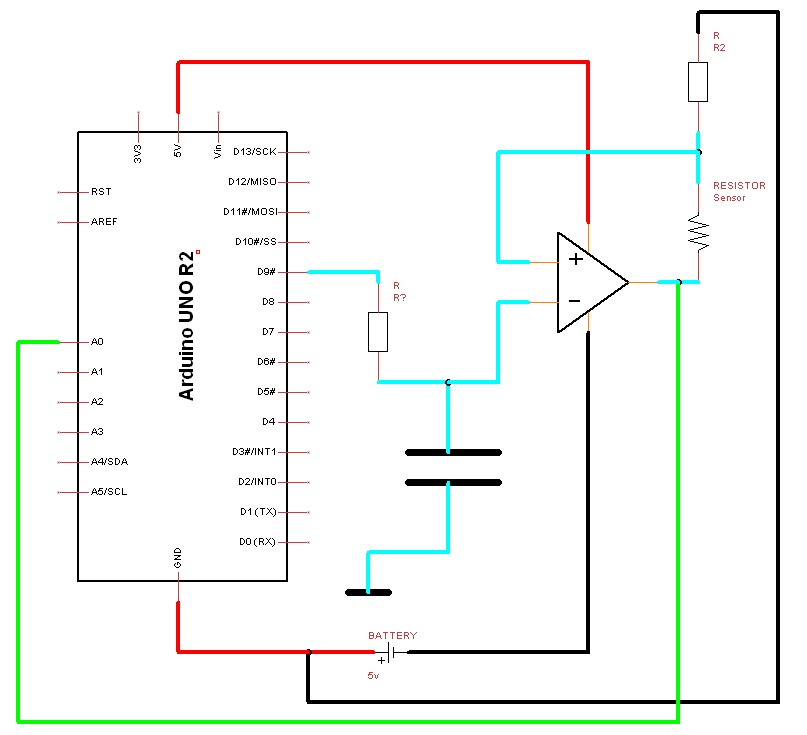 R
R2
3V3
5V
Vin
D13/SCK
D12/MISO
RST
RESISTOR
Sensor
D11#/MOSI
AREF
D10#/SS
Arduino UNO R2
+
D9#
R
R?
D8
−
D7
A0
D6#
A1
D5#
A2
D4
A3
D3#/INT1
A4/SDA
D2/INT0
A5/SCL
D1(TX)
D0(RX)
GND
BATTERY
+
5v